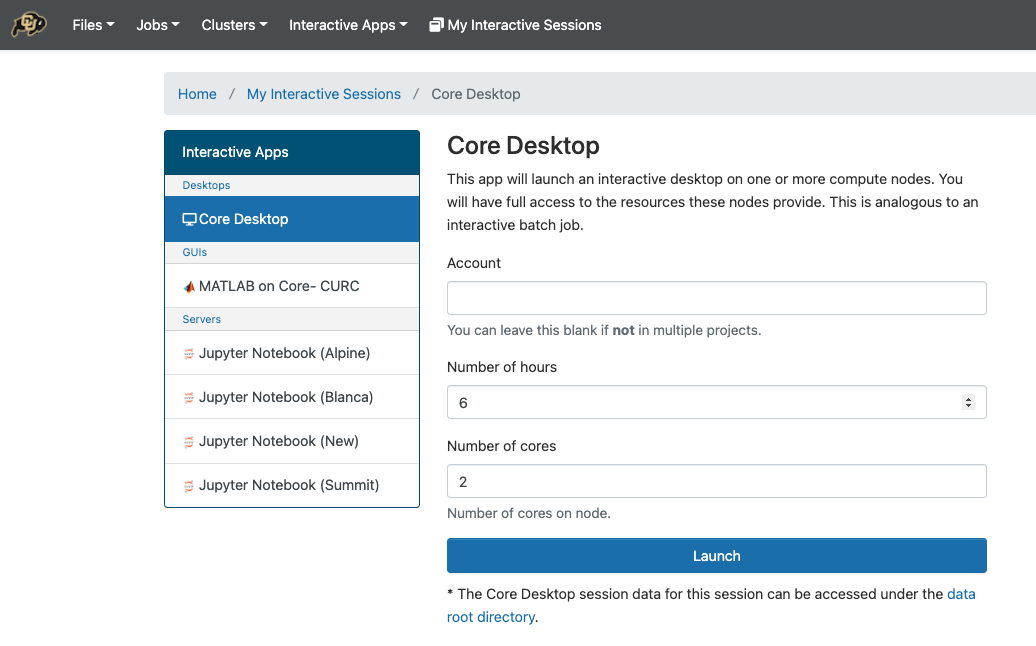 Files Jobs Clusters Interactive Apps My Interactive Sessions
Home / My Interactive Sessions / Core Desktop
Interactive Apps
Desktops
Core Desktop
GUIs
MATLAB on Core- CURC
Servers
Jupyter Notebook (Alpine)
Jupyter Notebook (Blanca)
Jupyter Notebook (New)
Jupyter Notebook (Summit)
Core Desktop
This app will launch an interactive desktop on one or more compute nodes. You
will have full access to the resources these nodes provide. This is analogous to an
interactive batch job.
Account
You can leave this blank if not in multiple projects.
Number of hours
6
Number of cores
2
Number of cores on node.
Launch
* The Core Desktop session data for this session can be accessed under the data
root directory.